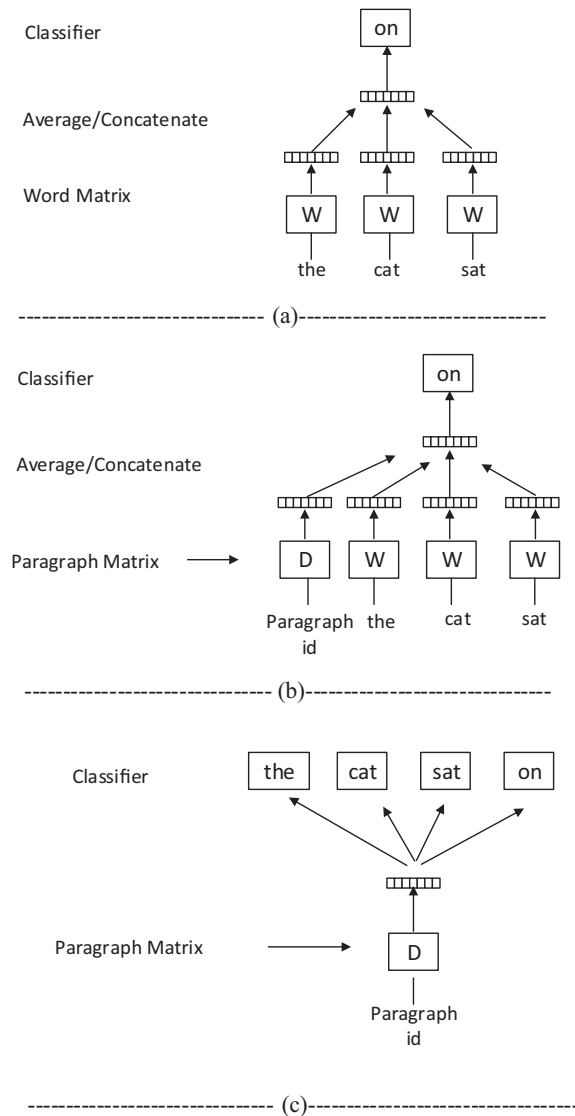 Classifier on
Average/Concatenate
Word Matrix W W W
the cat sat
-------------------------------- (a)-------------------------------------
Classifier on
Average/Concatenate
Paragraph Matrix D W W W
Paragraph the cat sat
id
-------------------------------- (b)-------------------------------------
Classifier the cat sat on
Paragraph Matrix D
Paragraph
id
-------------------------------- (c)-------------------------------------